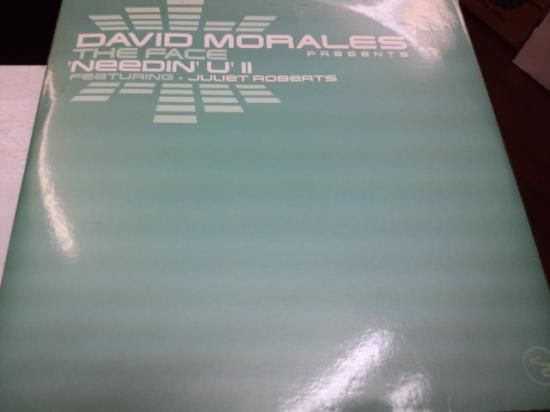 DAVID MORALES
PRESENTS
THE FACE
'NEEDIN' U' II
FEATURING • JULIET ROBERTS